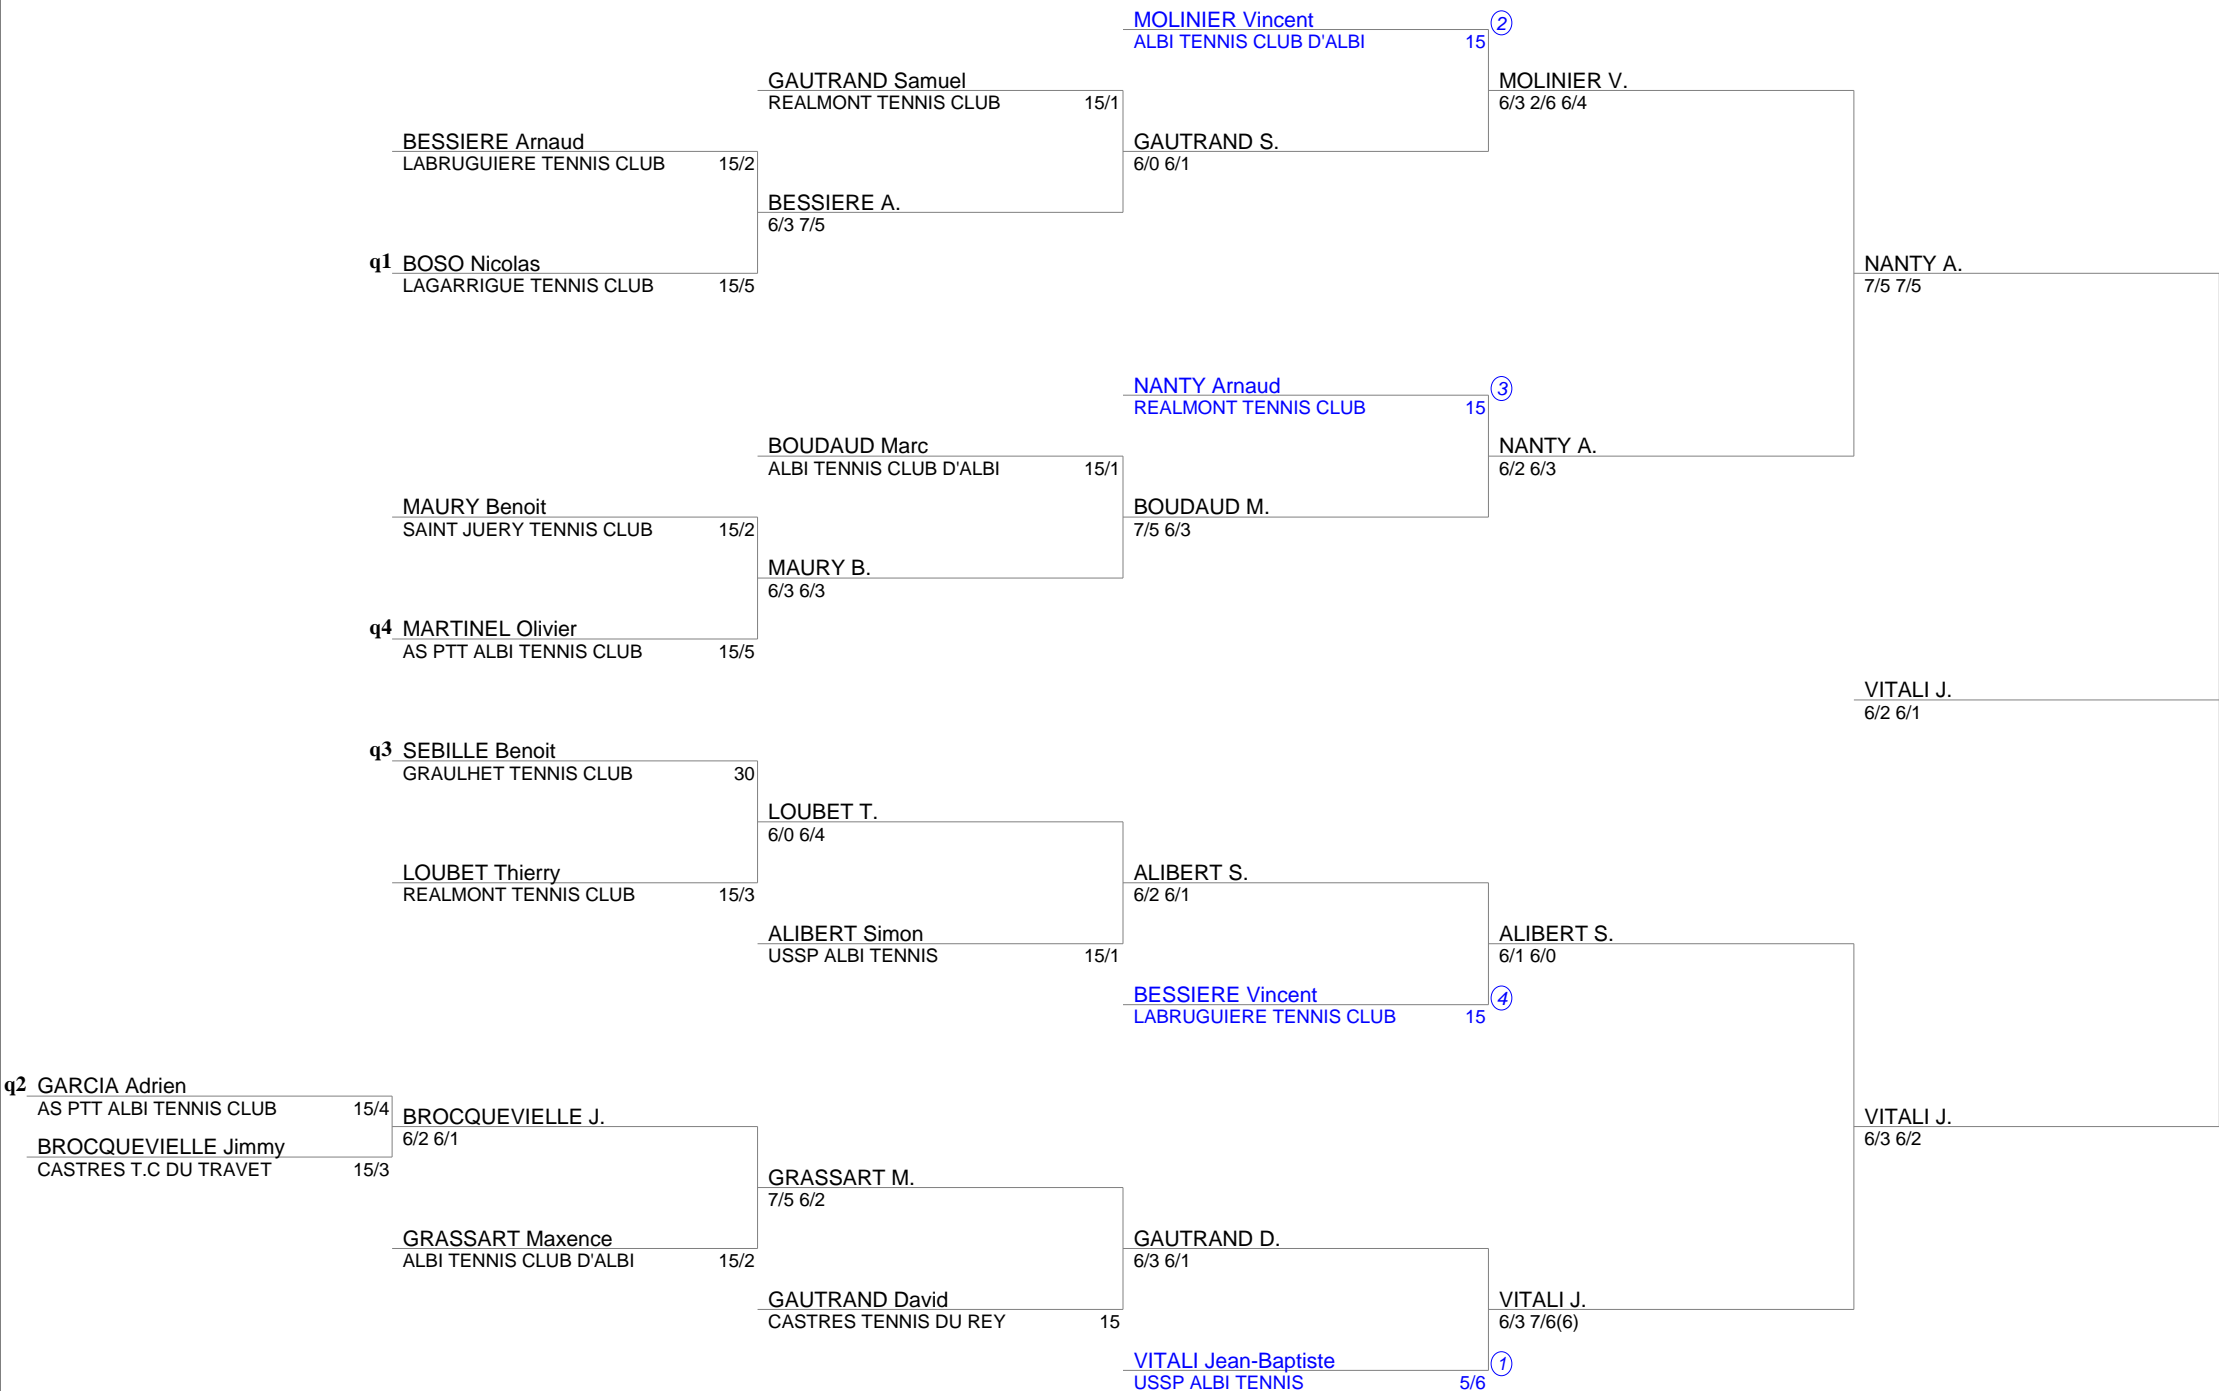 MOLINIER Vincent 2
ALBI TENNIS CLUB D'ALBI 15
GAUTRAND Samuel
REALMONT TENNIS CLUB 15/1
MOLINIER V.
6/3 2/6 6/4
BESSIERE Arnaud
LABRUGUIERE TENNIS CLUB 15/2
GAUTRAND S.
6/0 6/1
BESSIERE A.
6/3 7/5
q1 BOSO Nicolas
LAGARRIGUE TENNIS CLUB 15/5
NANTY A.
7/5 7/5
NANTY Arnaud 3
REALMONT TENNIS CLUB 15
BOUDAUD Marc
ALBI TENNIS CLUB D'ALBI 15/1
NANTY A.
6/2 6/3
MAURY Benoit
SAINT JUERY TENNIS CLUB 15/2
BOUDAUD M.
7/5 6/3
MAURY B.
6/3 6/3
q4 MARTINEL Olivier
AS PTT ALBI TENNIS CLUB 15/5
VITALI J.
6/2 6/1
q3 SEBILLE Benoit
GRAULHET TENNIS CLUB 30
LOUBET T.
6/0 6/4
LOUBET Thierry
REALMONT TENNIS CLUB 15/3
ALIBERT S.
6/2 6/1
ALIBERT Simon
USSP ALBI TENNIS 15/1
ALIBERT S.
6/1 6/0
BESSIERE Vincent 4
LABRUGUIERE TENNIS CLUB 15
q2 GARCIA Adrien
AS PTT ALBI TENNIS CLUB 15/4
BROCQUEVIELLE J.
6/2 6/1
VITALI J.
6/3 6/2
BROCQUEVIELLE Jimmy
CASTRES T.C DU TRAVET 15/3
GRASSART M.
7/5 6/2
GRASSART Maxence
ALBI TENNIS CLUB D'ALBI 15/2
GAUTRAND D.
6/3 6/1
GAUTRAND David
CASTRES TENNIS DU REY 15
VITALI J.
6/3 7/6(6)
VITALI Jean-Baptiste 1
USSP ALBI TENNIS 5/6